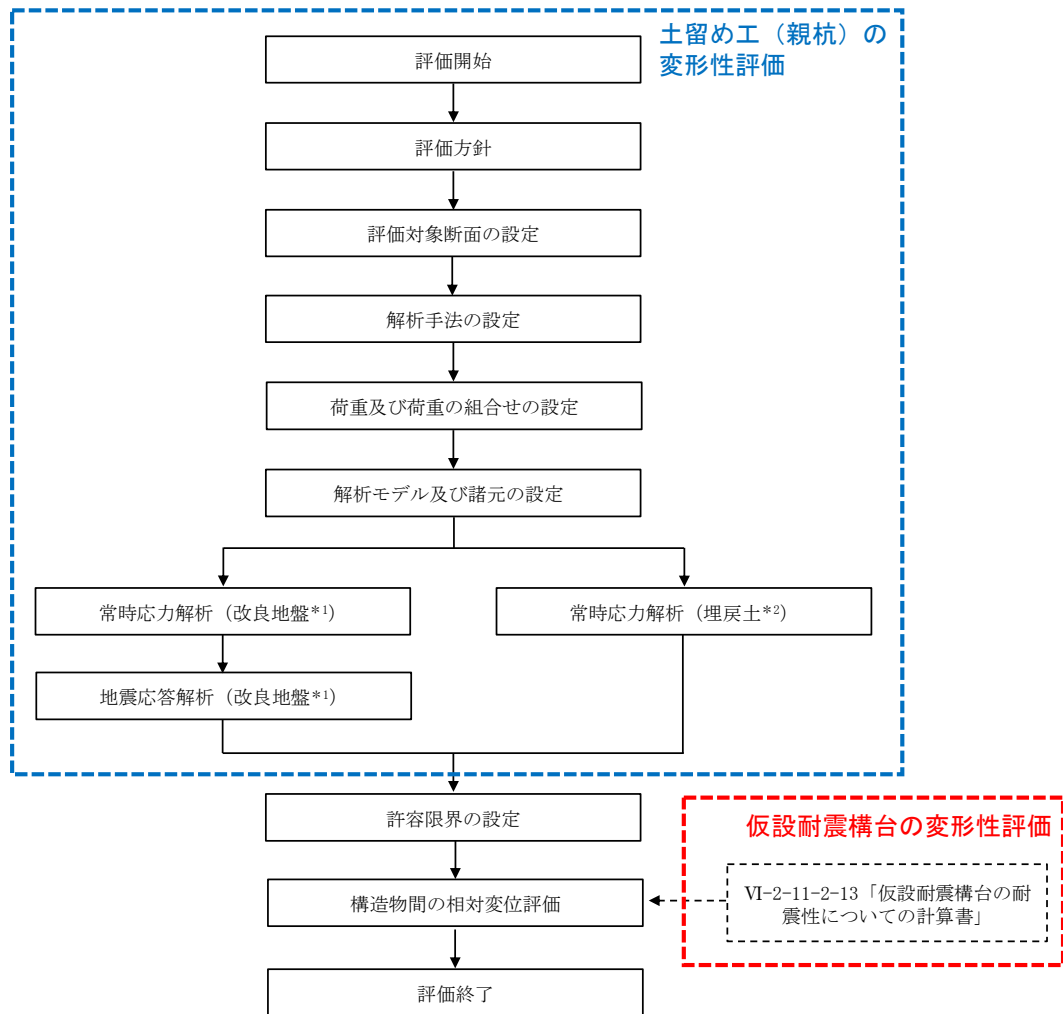 土留め工（親杭）の
変形性評価
評価開始
評価方針
評価対象断面の設定
解析手法の設定
荷重及び荷重の組合せの設定
解析モデル及び諸元の設定
常時応力解析（改良地盤*1）
常時応力解析（埋戻土*2）
地震応答解析（改良地盤*1）
許容限界の設定
仮設耐震構台の変形性評価
構造物間の相対変位評価
Ⅵ-2-11-2-13「仮設耐震構台の耐
震性についての計算書」
評価終了